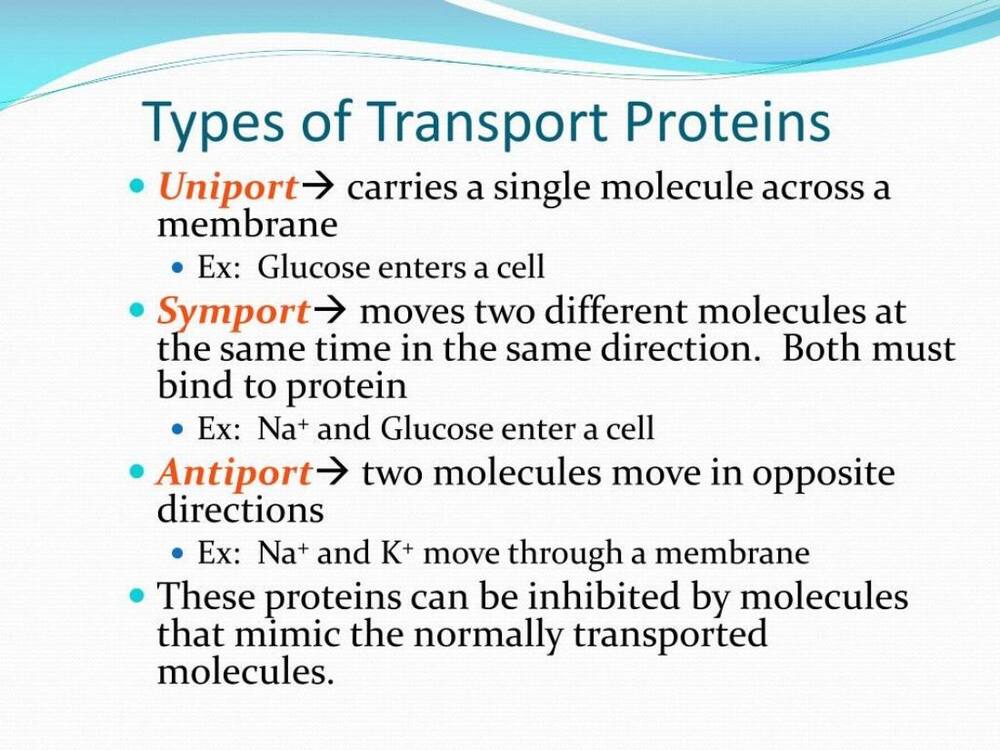 Types of Transport Proteins
• Uniport→ carries a single molecule across a
membrane
• Ex:  Glucose enters a cell
• Symport→ moves two different molecules at
the same time in the same direction.  Both must
bind to protein
• Ex:  Na⁺ and Glucose enter a cell
• Antiport→ two molecules move in opposite
directions
• Ex:  Na⁺ and K⁺ move through a membrane
• These proteins can be inhibited by molecules
that mimic the normally transported
molecules.